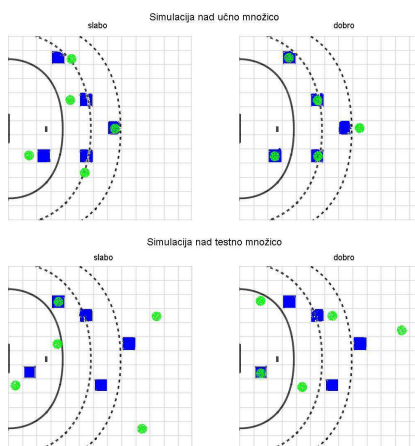 Simulacija nad učno množico
slabo
dobro
Simulacija nad testno množico
slabo
dobro